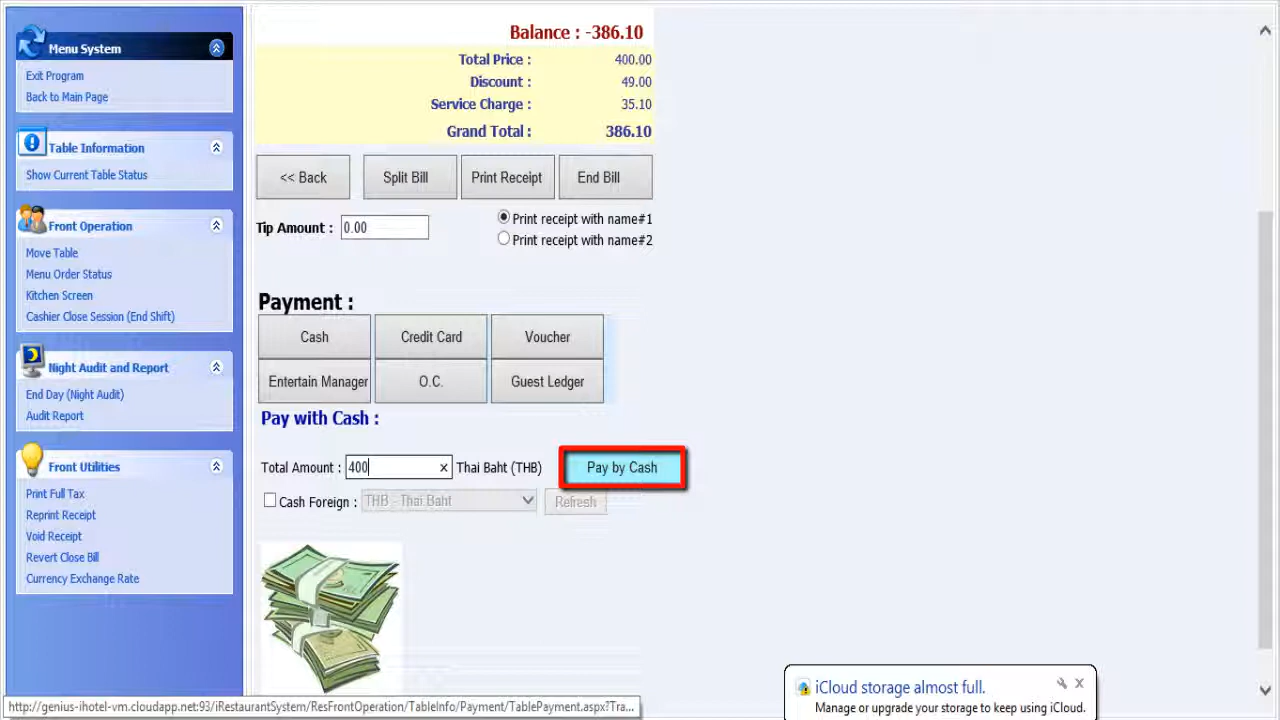 Menu System
Exit Program
Back to Main Page
Table Information
Show Current Table Status
Front Operation
Move Table
Menu Order Status
Kitchen Screen
Cashier Close Session (End Shift)
Night Audit and Report
End Day (Night Audit)
Audit Report
Front Utilities
Print Full Tax
Reprint Receipt
Void Receipt
Revert Close Bill
Currency Exchange Rate
Balance : -386.10
Total Price : 400.00
Discount : 49.00
Service Charge : 35.10
Grand Total : 386.10
<< Back Split Bill Print Receipt End Bill
Tip Amount : 0.00
Print receipt with name#1
Print receipt with name#2
Payment :
Cash Credit Card Voucher
Entertain Manager O.C. Guest Ledger
Pay with Cash :
Total Amount : 400 × Thai Baht (THB) Pay by Cash
Cash Foreign : THB - Thai Baht Refresh
http://genius-ihotel-vm.cloudapp.net:93/iRestaurantSystem/ResFrontOperation/TableInfo/Payment/TablePayment.aspx?Tra...
iCloud storage almost full.
Manage or upgrade your storage to keep using iCloud.